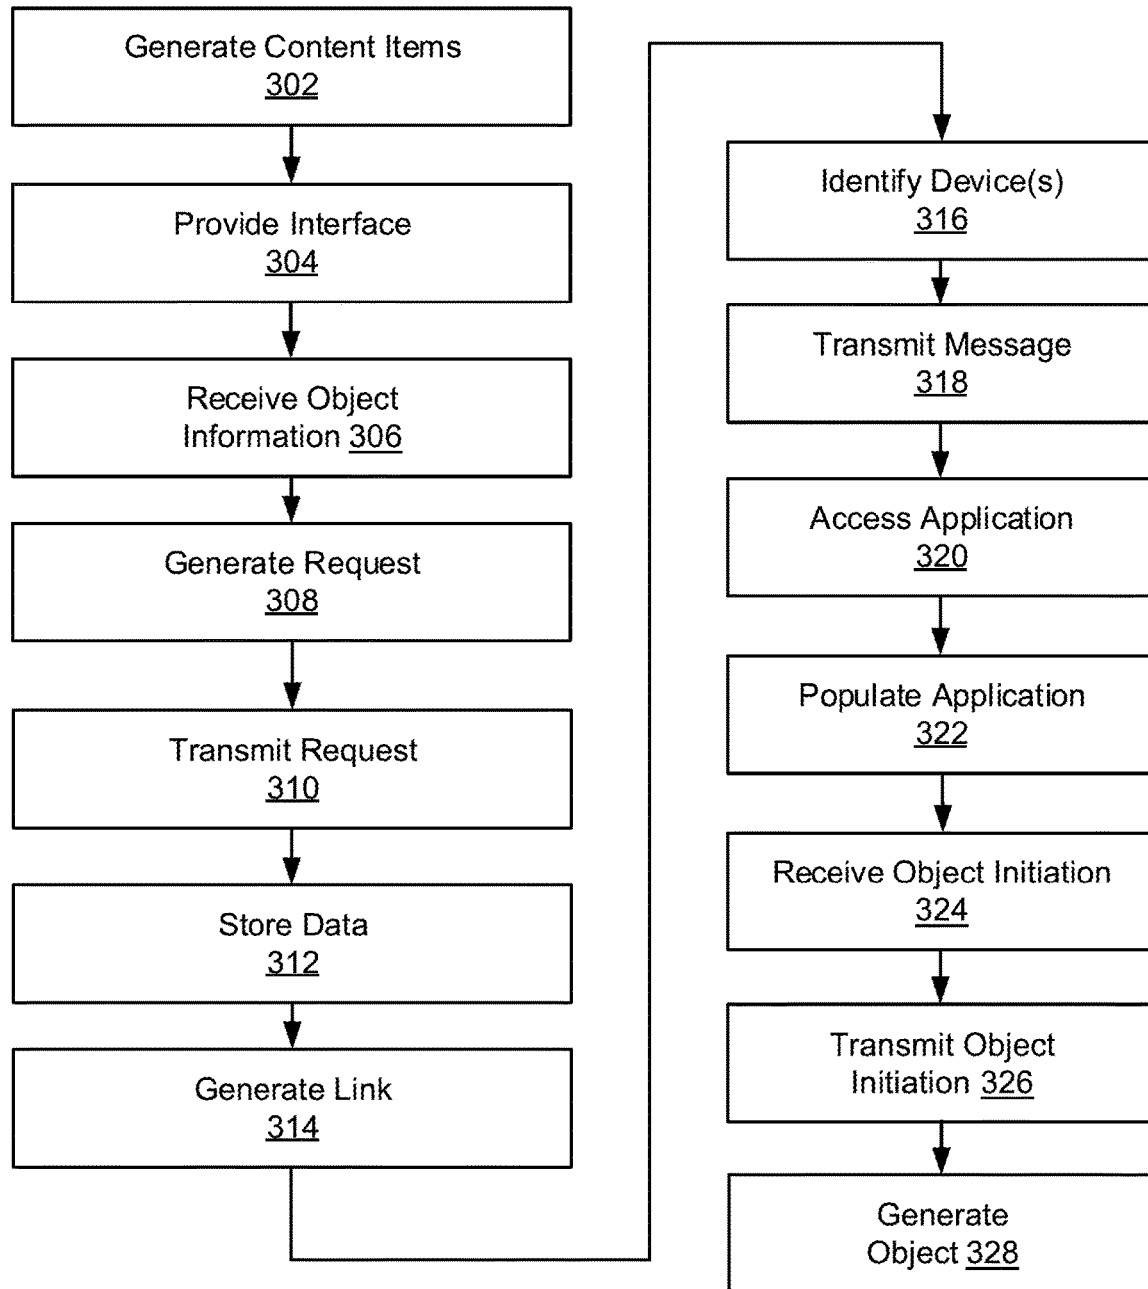 Generate Content Items
302
Provide Interface
304
Receive Object
Information 306
Generate Request
308
Transmit Request
310
Store Data
312
Generate Link
314
Identify Device(s)
316
Transmit Message
318
Access Application
320
Populate Application
322
Receive Object Initiation
324
Transmit Object
Initiation 326
Generate
Object 328